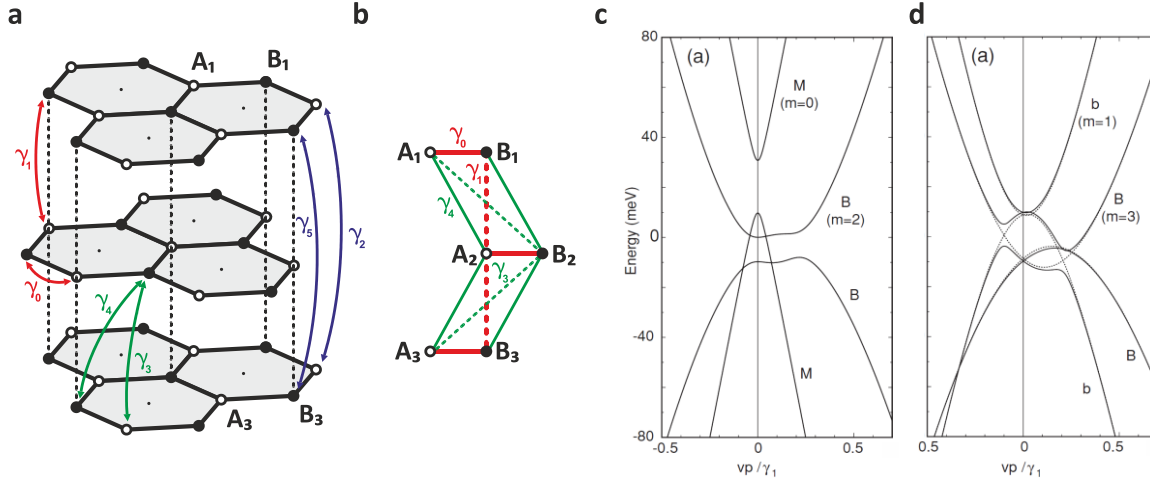 a
b
c
d
A₁
B₁
γ₁
γ₅
γ₂
γ₀
γ₄
γ₃
A₃
B₃
γ₀
A₁
B₁
γ₁
γ₄
A₂
B₂
γ₃
A₃
B₃
80
40
0
-40
-80
Energy (meV)
(a)
M
(m=0)
B
(m=2)
B
M
-0.5
0
0.5
vp / γ₁
(a)
b
(m=1)
B
(m=3)
B
b
0.5
0
0.5
vp / γ₁